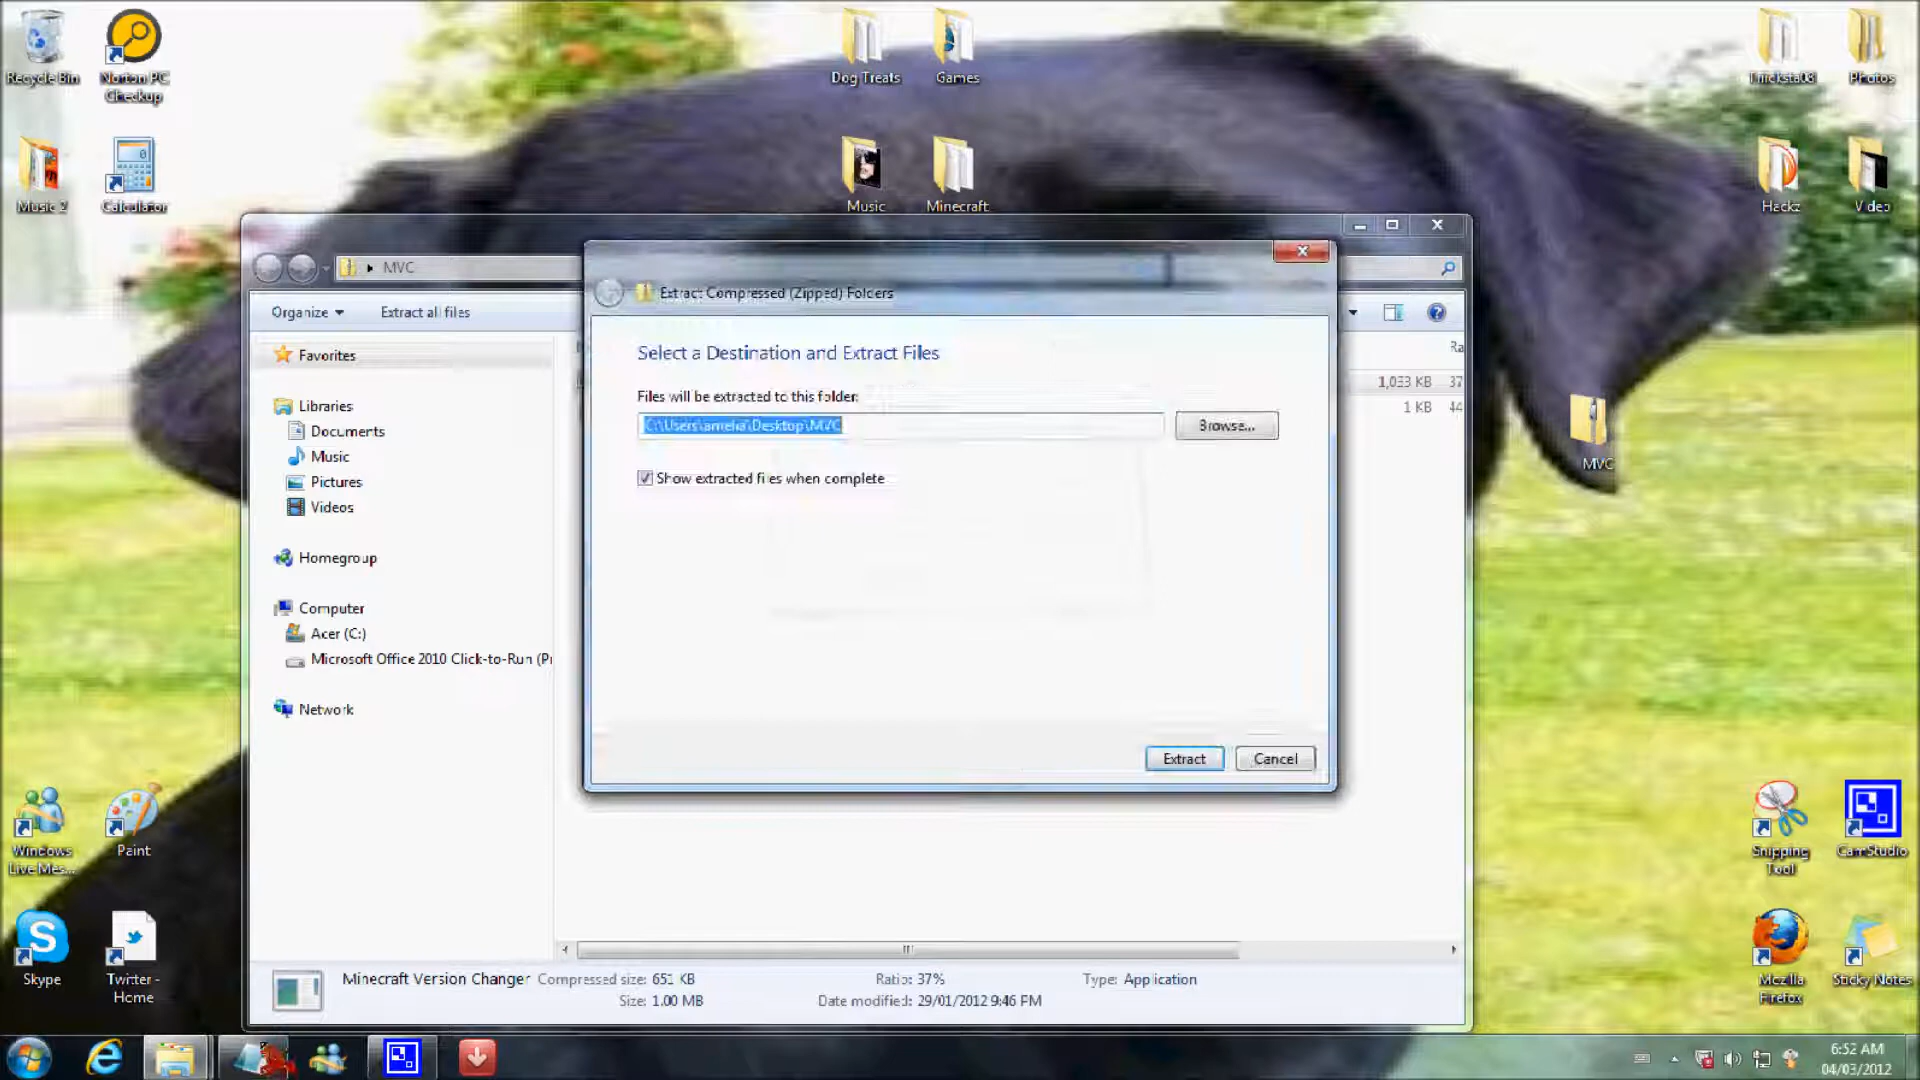 Recycle Bin
Norton PC
Checkup
Dog Treats
Games
Thicksta08
Photos
Music 2
Calculator
Music
Minecraft
Hackz
Video
MVC
Organize
Extract all files
Extract Compressed (Zipped) Folders
Select a Destination and Extract Files
Files will be extracted to this folder:
C:\Users\amelia\Desktop\MVC
Browse...
Show extracted files when complete
Extract
Cancel
Favorites
Libraries
Documents
Music
Pictures
Videos
Homegroup
Computer
Acer (C:)
Microsoft Office 2010 Click-to-Run (Pr
Network
Ra
1,033 KB 37
1 KB 44
MVC
Windows
Live Mes...
Paint
Snipping
Tool
CamStudio
Skype
Twitter -
Home
Mozilla
Firefox
Sticky Notes
Minecraft Version Changer Compressed size: 651 KB Ratio: 37% Type: Application
Size: 1.00 MB Date modified: 29/01/2012 9:46 PM
6:52 AM
04/03/2012